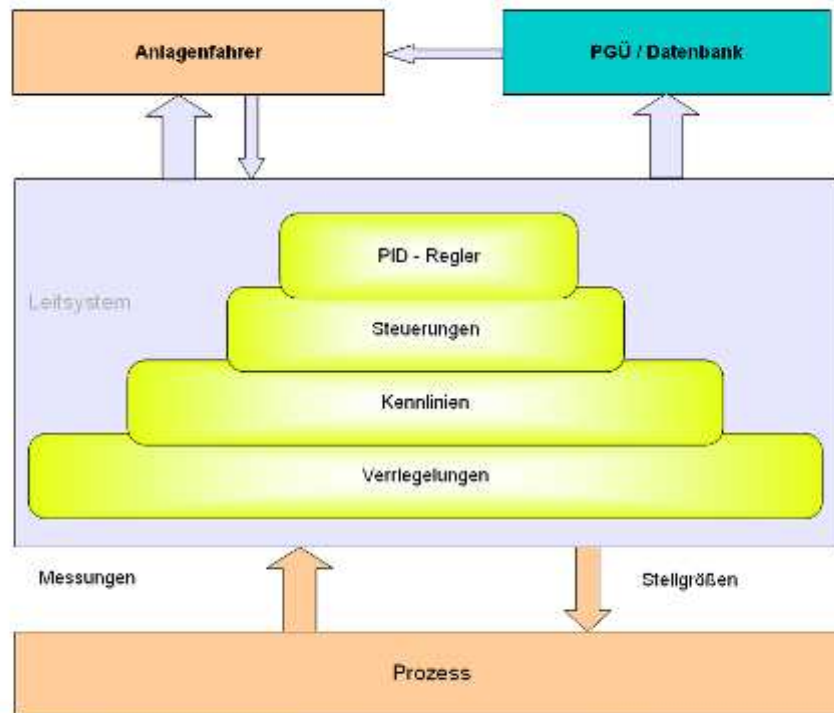 Anlagenfahrer
PGÜ / Datenbank
Leitsystem
PID - Regler
Steuerungen
Kennlinien
Verriegelungen
Messungen
Stellgrößen
Prozess